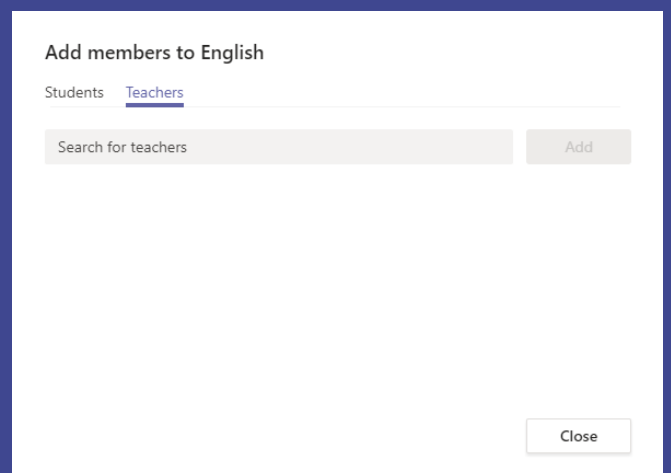 Add members to English
Students Teachers
Search for teachers Add
Close